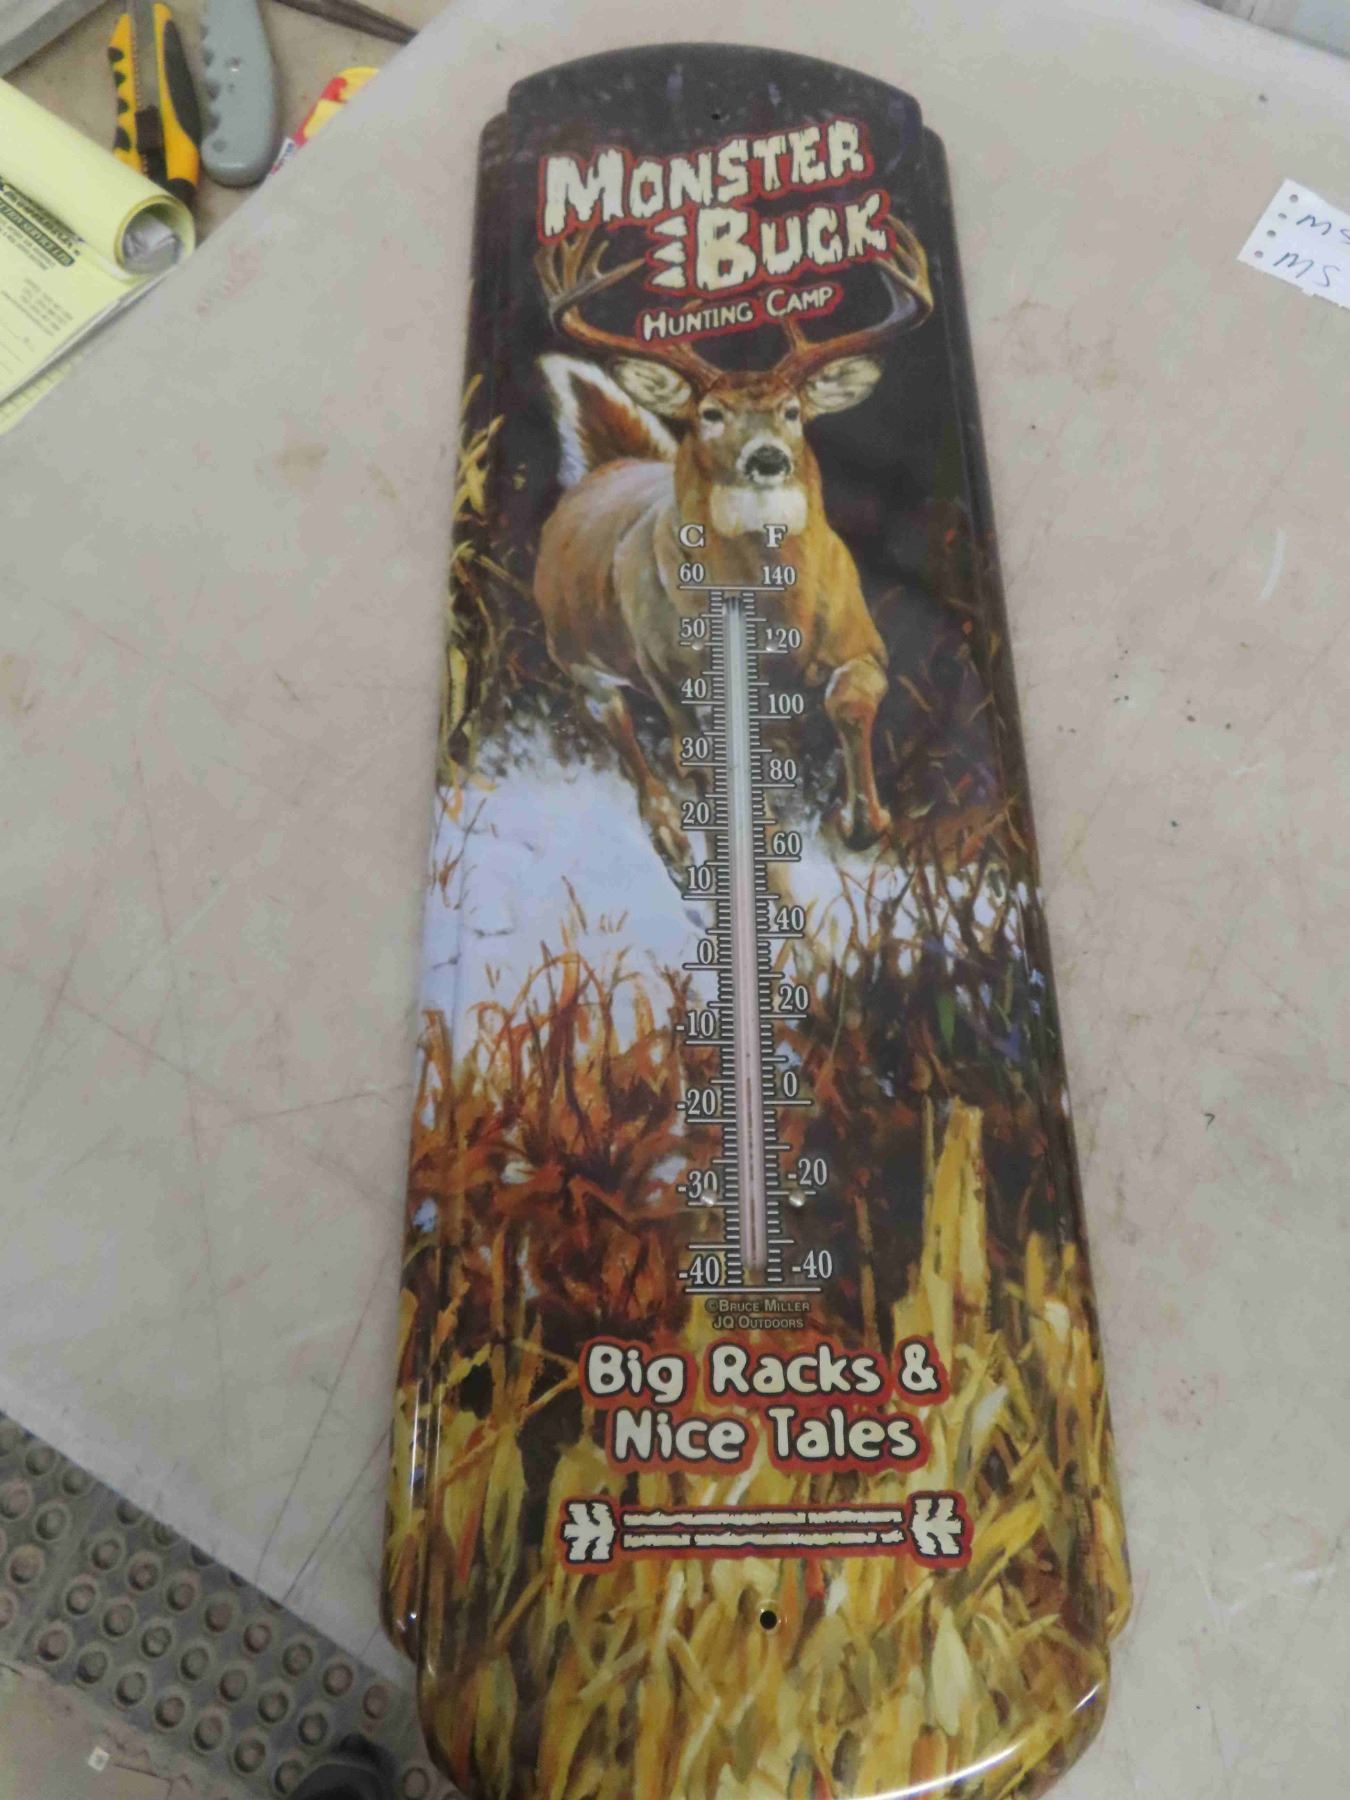 MONSTER
BUCK
HUNTING CAMP
C F
60 140
50 120
40 100
30 80
20 60
10 40
0 20
-10 0
-20 -20
-30 -40
-40
©BRUCE MILLER
JQ OUTDOORS
Big Racks &
Nice Tales
MS
MS